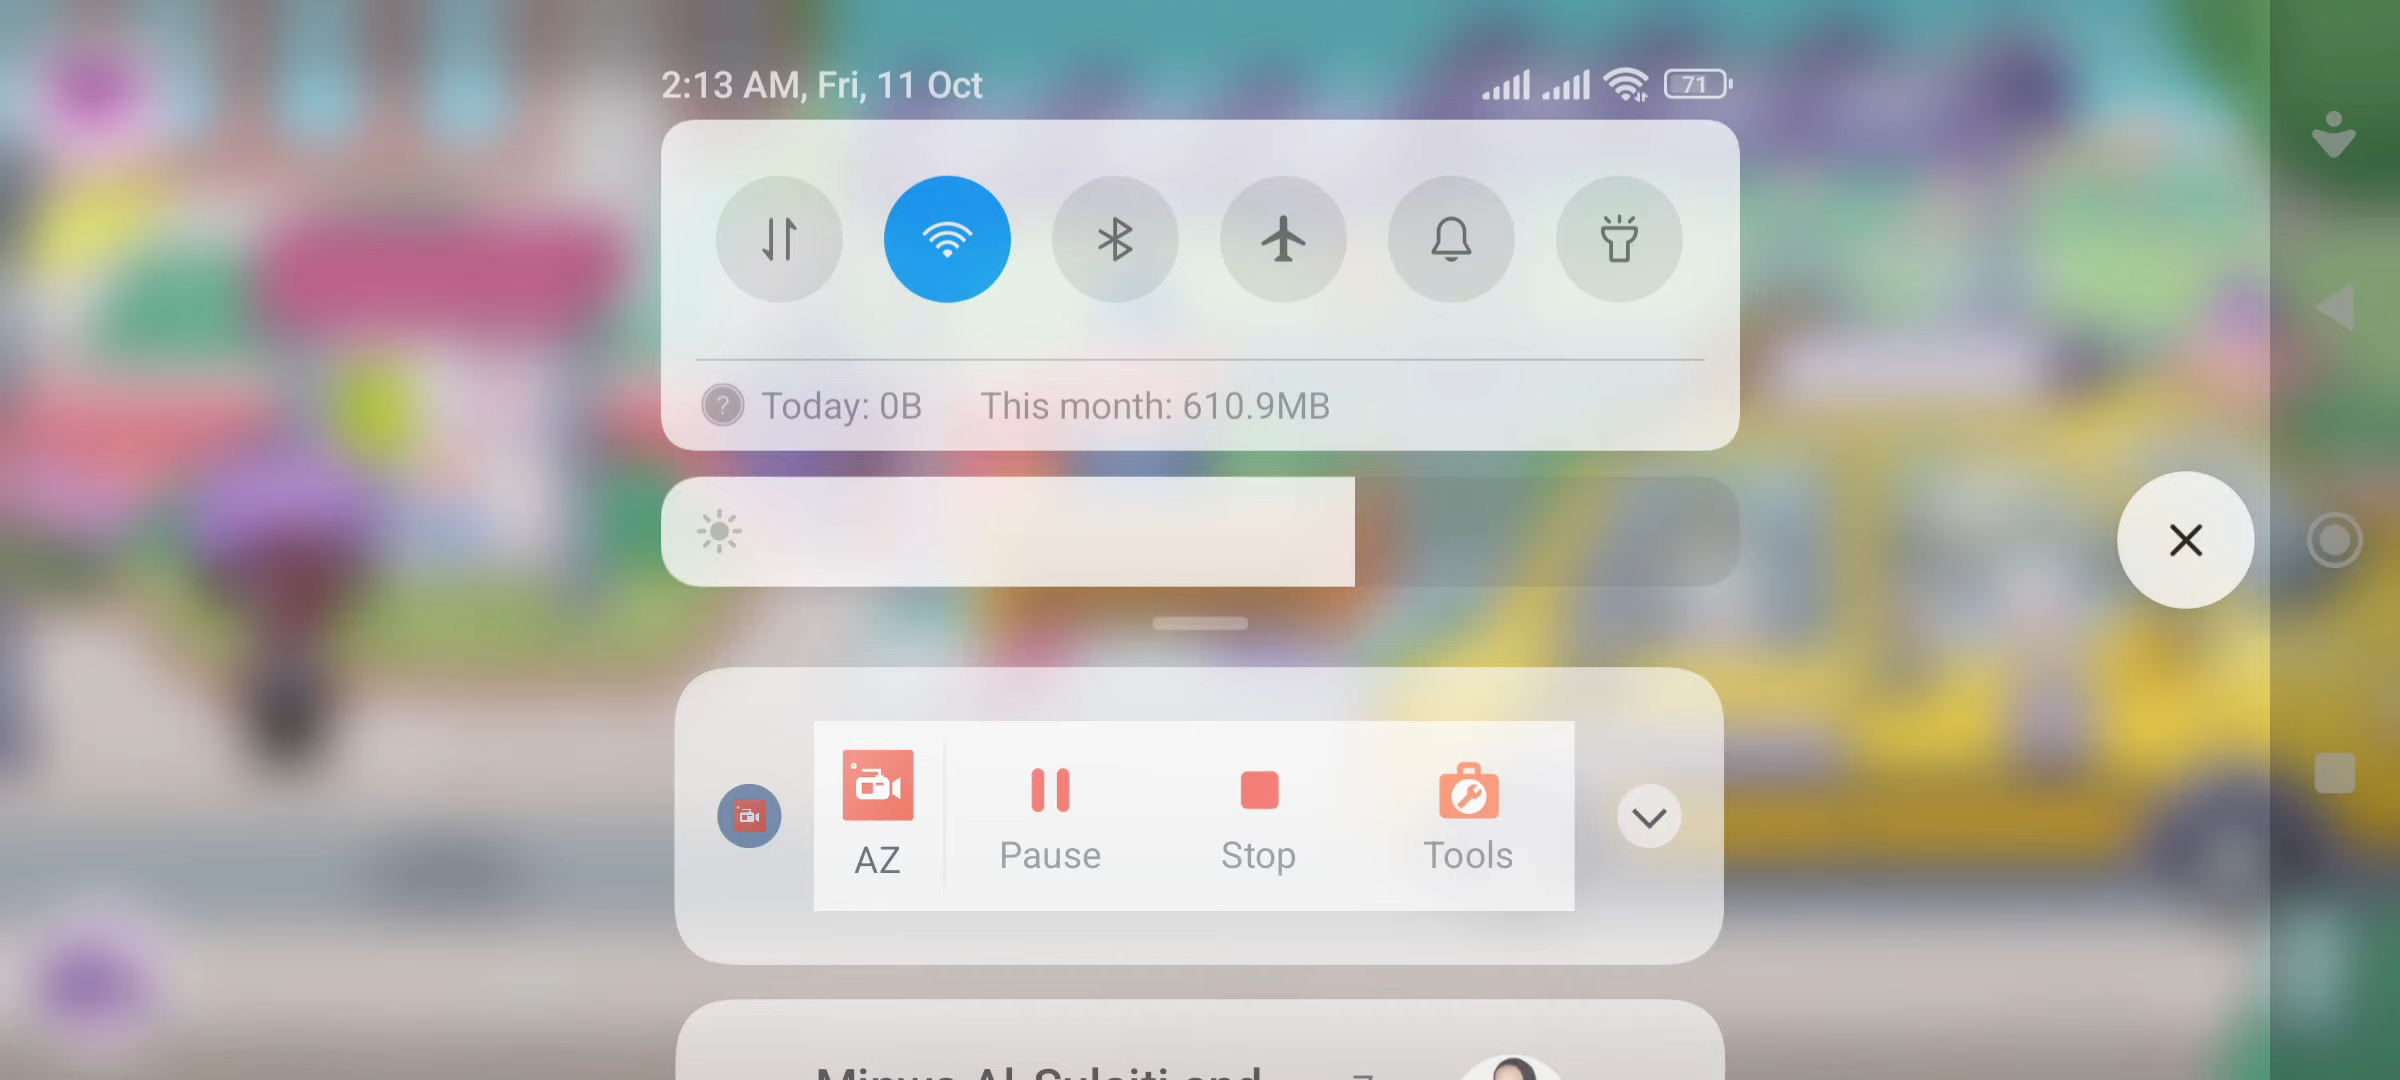 2:13 AM, Fri, 11 Oct
71
Today: 0B This month: 610.9MB
AZ
Pause
Stop
Tools